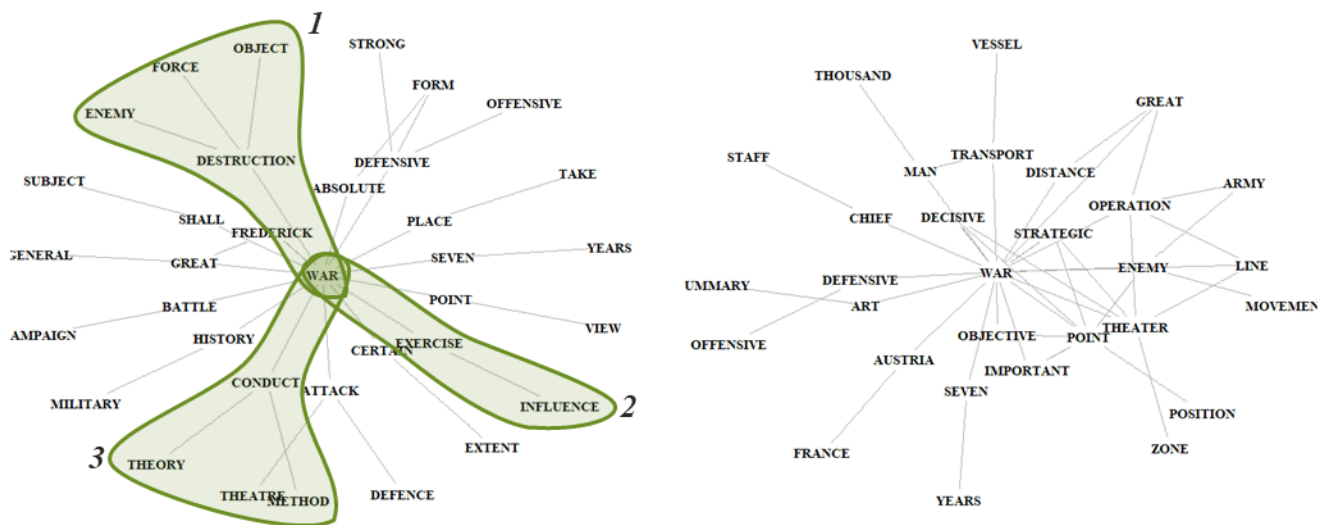 1
OBJECT
STRONG
FORCE
FORM
ENEMY
OFFENSIVE
DESTRUCTION
DEFENSIVE
SUBJECT
ABSOLUTE
TAKE
SHALL
PLACE
FREDERICK
GENERAL
GREAT
SEVEN
YEARS
WAR
BATTLE
POINT
AMPAIGN
HISTORY
VIEW
CERTAIN
EXERCISE
CONDUCT
ATTACK
MILITARY
INFLUENCE
2
EXTENT
3
THEORY
THEATRE
METHOD
DEFENCE
VESSEL
THOUSAND
GREAT
STAFF
TRANSPORT
MAN
DISTANCE
ARMY
CHIEF
DECISIVE
OPERATION
STRATEGIC
WAR
ENEMY
LINE
UMMARY
DEFENSIVE
ART
MOVEMEN
OFFENSIVE
OBJECTIVE
POINT
THEATER
AUSTRIA
IMPORTANT
SEVEN
POSITION
FRANCE
ZONE
YEARS